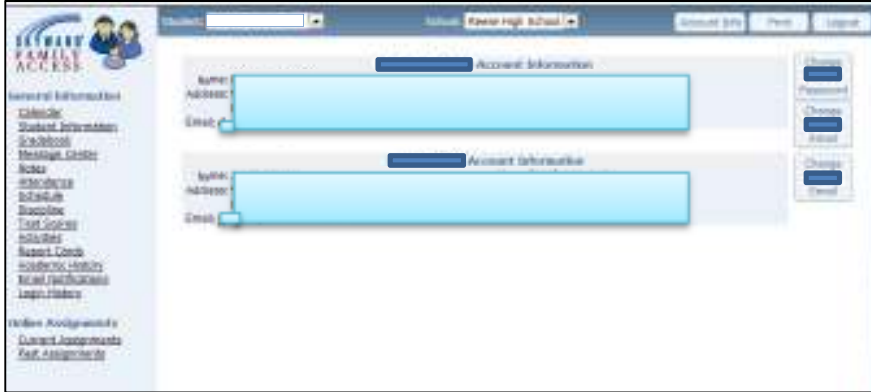 SKYWARD
FAMILY
ACCESS
Student:
School: Reese High School
Account Info
Print
Logout
General Information
Calendar
Student Information
Gradebook
Message Center
Notes
Attendance
Schedule
Discipline
Test Scores
Activities
Report Cards
Academic History
Email Notifications
Login History
Online Assignments
Current Assignments
Past Assignments
Account Information
Name:
Address:
Email:
Change
Password
Change
Email
Account Information
Name:
Address:
Email:
Change
Email